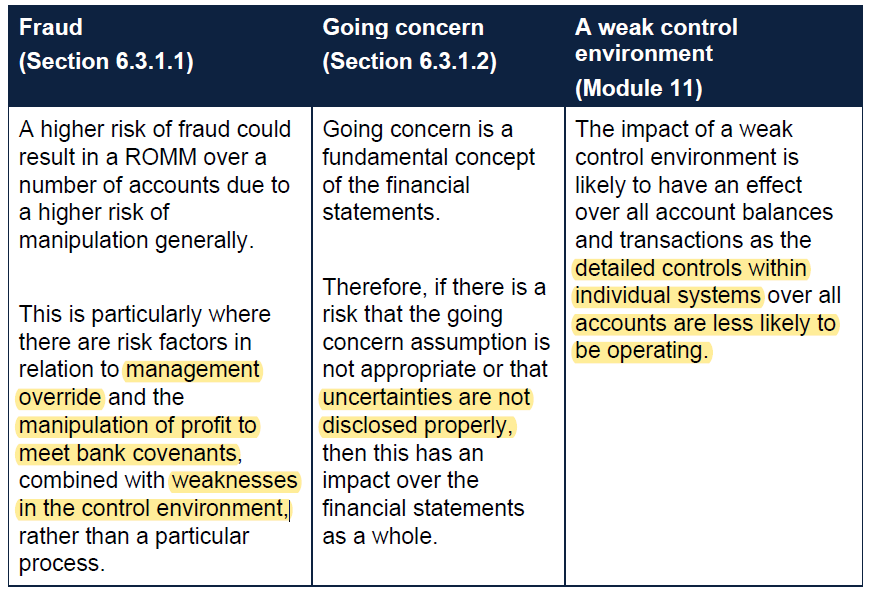 Fraud
(Section 6.3.1.1)
Going concern
(Section 6.3.1.2)
A weak control
environment
(Module 11)
A higher risk of fraud could
result in a ROMM over a
number of accounts due to
a higher risk of
manipulation generally.
This is particularly where
there are risk factors in
relation to management
override and the
manipulation of profit to
meet bank covenants,
combined with weaknesses
in the control environment,
rather than a particular
process.
Going concern is a
fundamental concept
of the financial
statements.
Therefore, if there is a
risk that the going
concern assumption is
not appropriate or that
uncertainties are not
disclosed properly,
then this has an
impact over the
financial statements
as a whole.
The impact of a weak
control environment is
likely to have an effect
over all account balances
and transactions as the
detailed controls within
individual systems over all
accounts are less likely to
be operating.